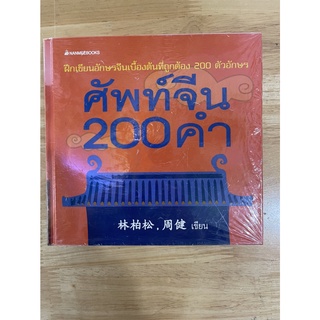 NANMEEBOOKS
ฝึกเขียนอักษรจีนเบื้องต้นที่ถูกต้อง 200 ตัวอักษร
ศัพท์จีน
200 คำ
林柏松，周健 เขียน